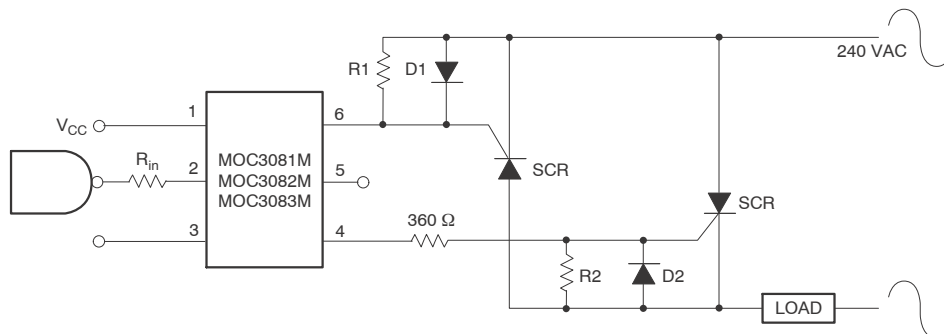 240 VAC
R1
D1
1
6
V_CC
R_in
2
MOC3081M
MOC3082M
MOC3083M
5
SCR
SCR
3
4
360 Ω
R2
D2
LOAD